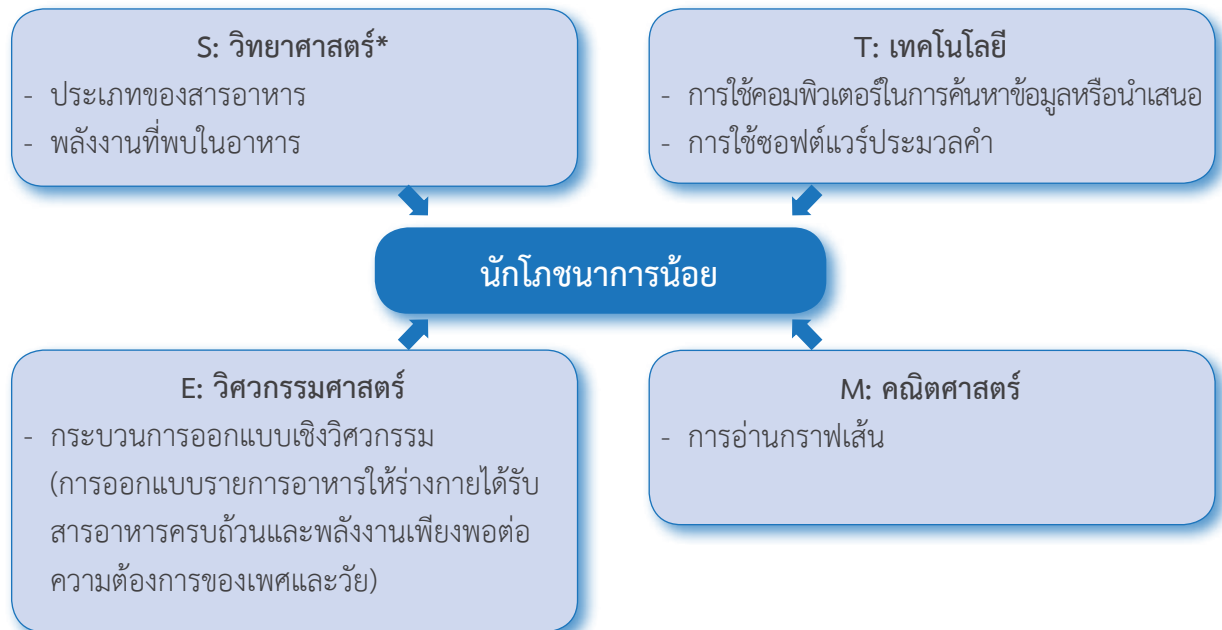 S: วิทยาศาสตร์*
- ประเภทของสารอาหาร
- พลังงานที่พบในอาหาร
T: เทคโนโลยี
- การใช้คอมพิวเตอร์ในการค้นหาข้อมูลหรือนำเสนอ
- การใช้ซอฟต์แวร์ประมวลคำ
นักโภชนาการน้อย
E: วิศวกรรมศาสตร์
- กระบวนการออกแบบเชิงวิศวกรรม
(การออกแบบรายการอาหารให้ร่างกายได้รับ
สารอาหารครบถ้วนและพลังงานเพียงพอต่อ
ความต้องการของเพศและวัย)
M: คณิตศาสตร์
- การอ่านกราฟเส้น